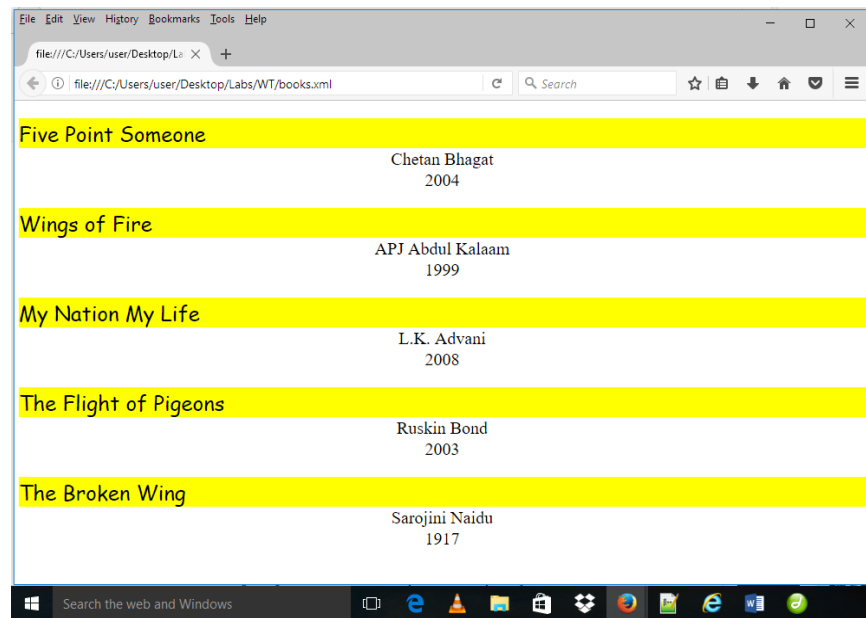 File Edit View History Bookmarks Tools Help
file:///C:/Users/user/Desktop/La
file:///C:/Users/user/Desktop/Labs/WT/books.xml Search
Five Point Someone
Chetan Bhagat
2004
Wings of Fire
APJ Abdul Kalaam
1999
My Nation My Life
L.K. Advani
2008
The Flight of Pigeons
Ruskin Bond
2003
The Broken Wing
Sarojini Naidu
1917
Search the web and Windows